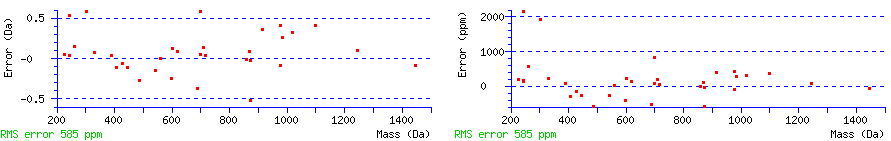 0.5
-0
-0.5
Error (Da)
200 400 600 800 1000 1200 1400
RMS error 585 ppm
Mass (Da)
2000
1000
0
Error (ppm)
200 400 600 800 1000 1200 1400
RMS error 585 ppm
Mass (Da)